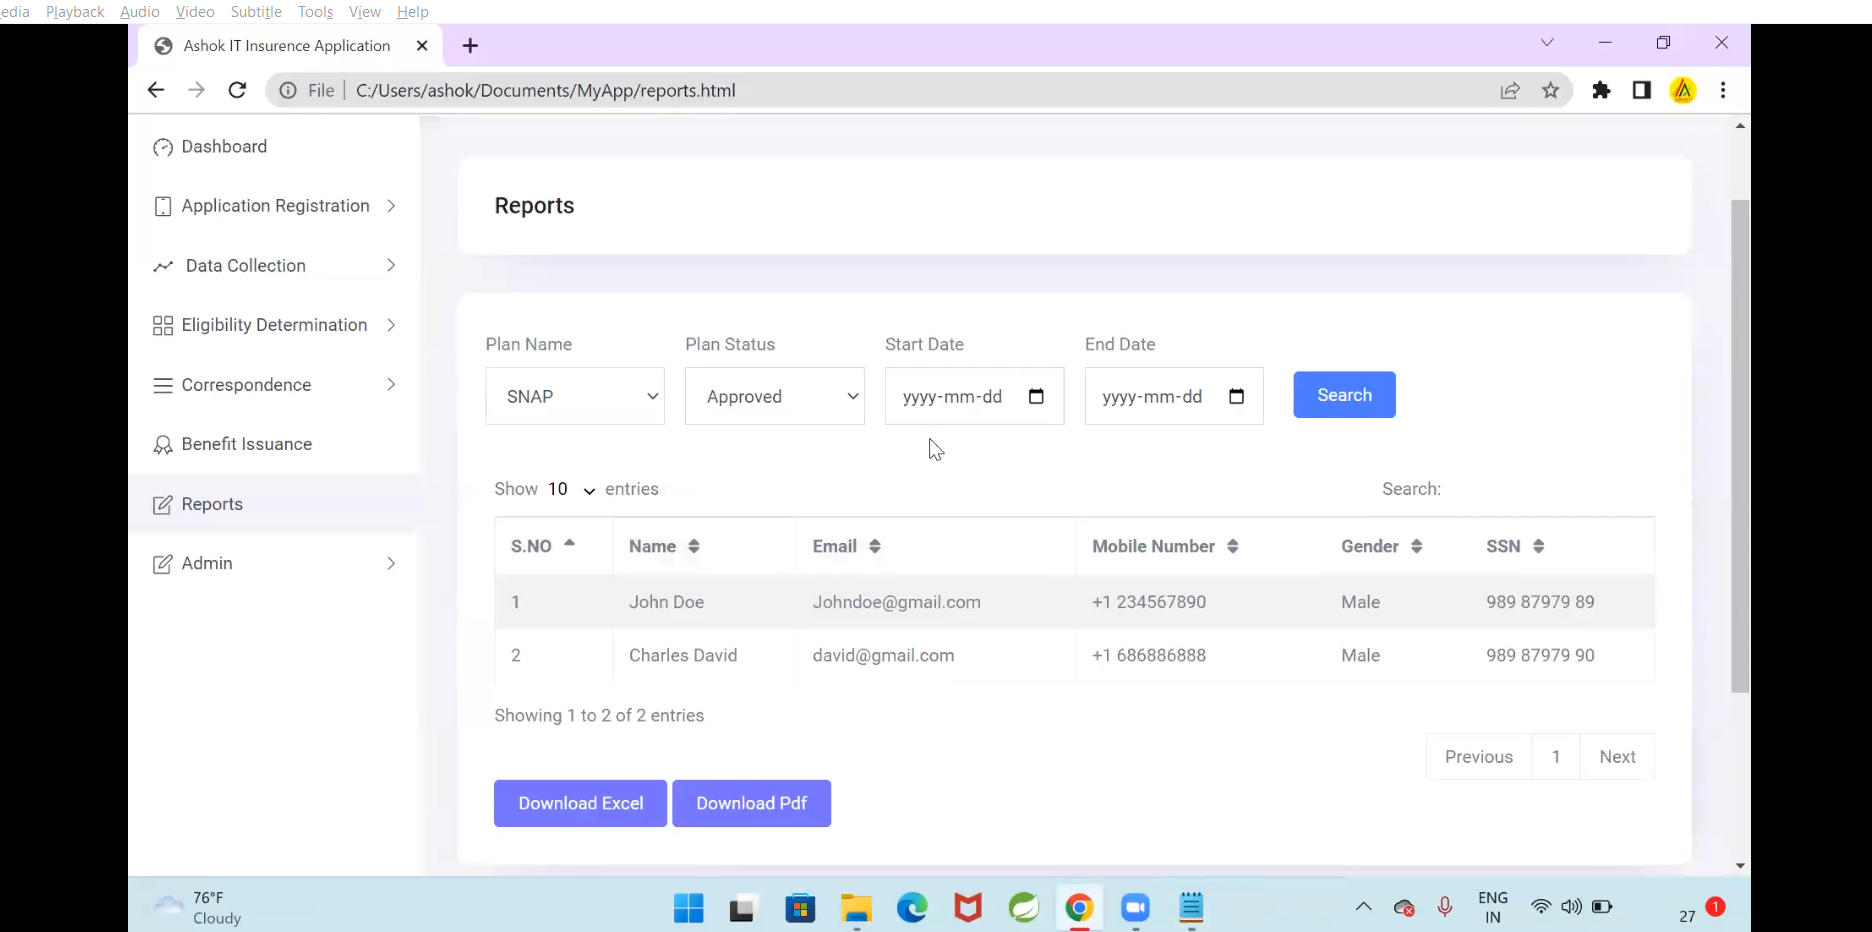 edia Playback Audio Video Subtitle Tools View Help
Ashok IT Insurence Application
File C:/Users/ashok/Documents/MyApp/reports.html
Dashboard
Application Registration
Data Collection
Eligibility Determination
Correspondence
Benefit Issuance
Reports
Admin
Reports
Plan Name Plan Status Start Date End Date
SNAP Approved yyyy-mm-dd yyyy-mm-dd Search
Show 10 entries Search:
S.NO Name Email Mobile Number Gender SSN
1 John Doe Johndoe@gmail.com +1 234567890 Male 989 87979 89
2 Charles David david@gmail.com +1 686886888 Male 989 87979 90
Showing 1 to 2 of 2 entries
Previous 1 Next
Download Excel Download Pdf
76°F
Cloudy
ENG
IN
27 1